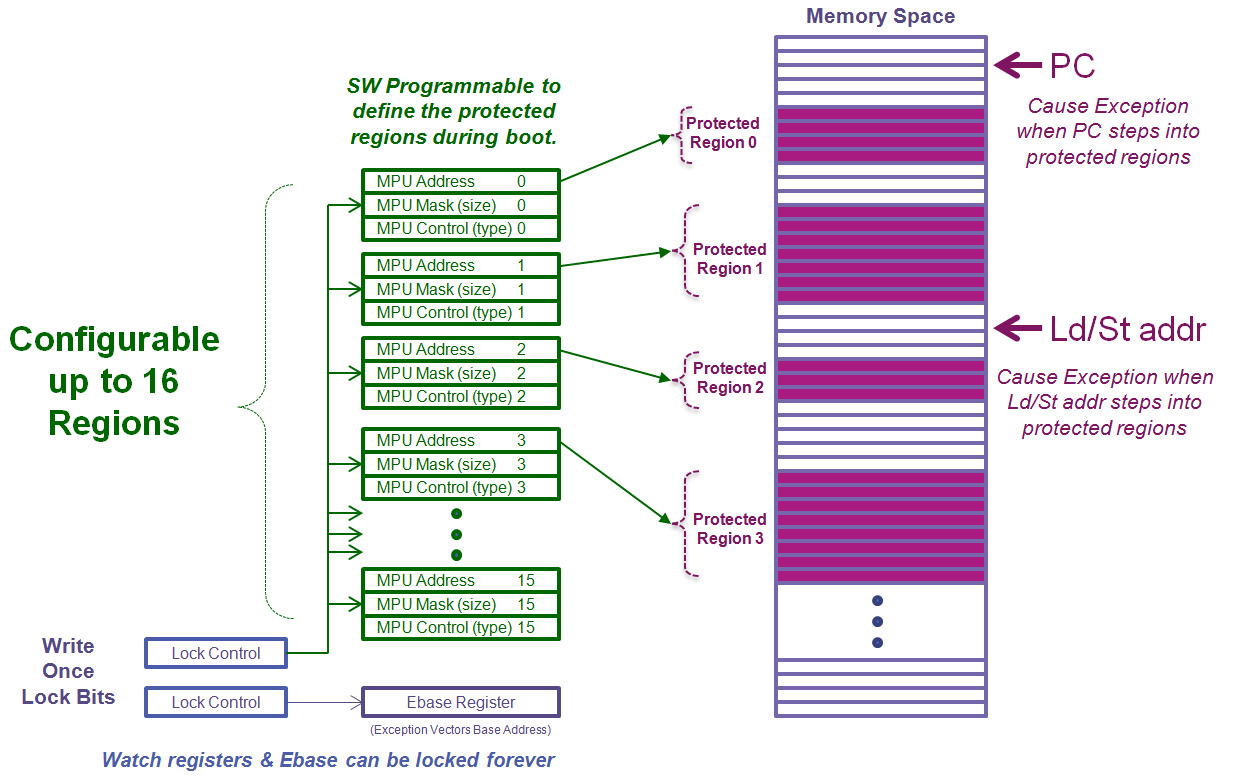 Memory Space
SW Programmable to
define the protected
regions during boot.
PC
Cause Exception
when PC steps into
protected regions
Protected
Region 0
MPU Address 0
MPU Mask (size) 0
MPU Control (type) 0
Protected
Region 1
MPU Address 1
MPU Mask (size) 1
MPU Control (type) 1
Configurable
up to 16
Regions
Ld/St addr
Cause Exception when
Ld/St addr steps into
protected regions
MPU Address 2
MPU Mask (size) 2
MPU Control (type) 2
Protected
Region 2
MPU Address 3
MPU Mask (size) 3
MPU Control (type) 3
Protected
Region 3
MPU Address 15
MPU Mask (size) 15
MPU Control (type) 15
Write
Once
Lock Bits
Lock Control
Lock Control
Ebase Register
(Exception Vectors Base Address)
Watch registers & Ebase can be locked forever